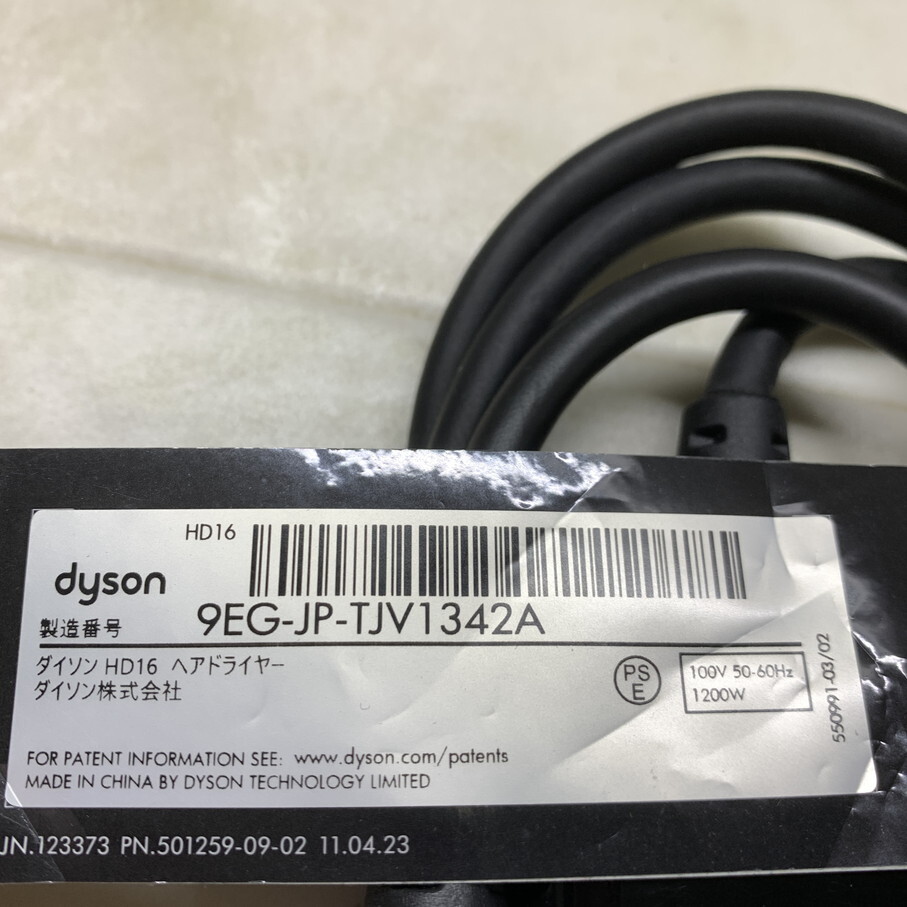 HD16
dyson
製造番号 9EG-JP-TJV1342A
ダイソン HD16 ヘアドライヤー
ダイソン株式会社
PS
E
100V 50-60Hz
1200W
550991-03/02
FOR PATENT INFORMATION SEE: www.dyson.com/patents
MADE IN CHINA BY DYSON TECHNOLOGY LIMITED
JN.123373 PN.501259-09-02 11.04.23